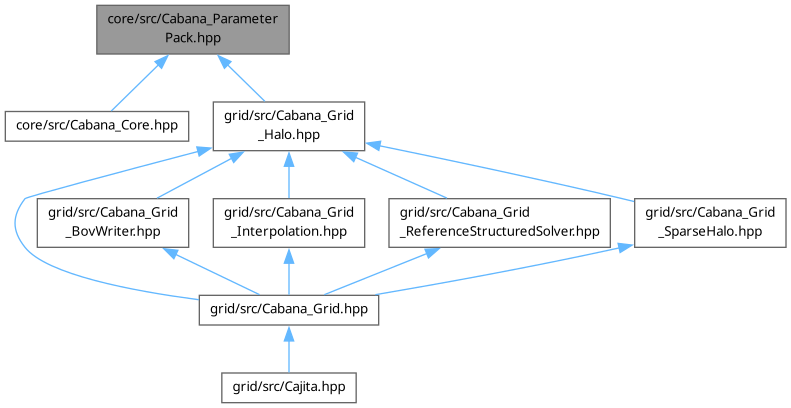 core/src/Cabana_Parameter
Pack.hpp
core/src/Cabana_Core.hpp
grid/src/Cabana_Grid
_Halo.hpp
grid/src/Cabana_Grid
_BovWriter.hpp
grid/src/Cabana_Grid
_Interpolation.hpp
grid/src/Cabana_Grid
_ReferenceStructuredSolver.hpp
grid/src/Cabana_Grid
_SparseHalo.hpp
grid/src/Cabana_Grid.hpp
grid/src/Cajita.hpp